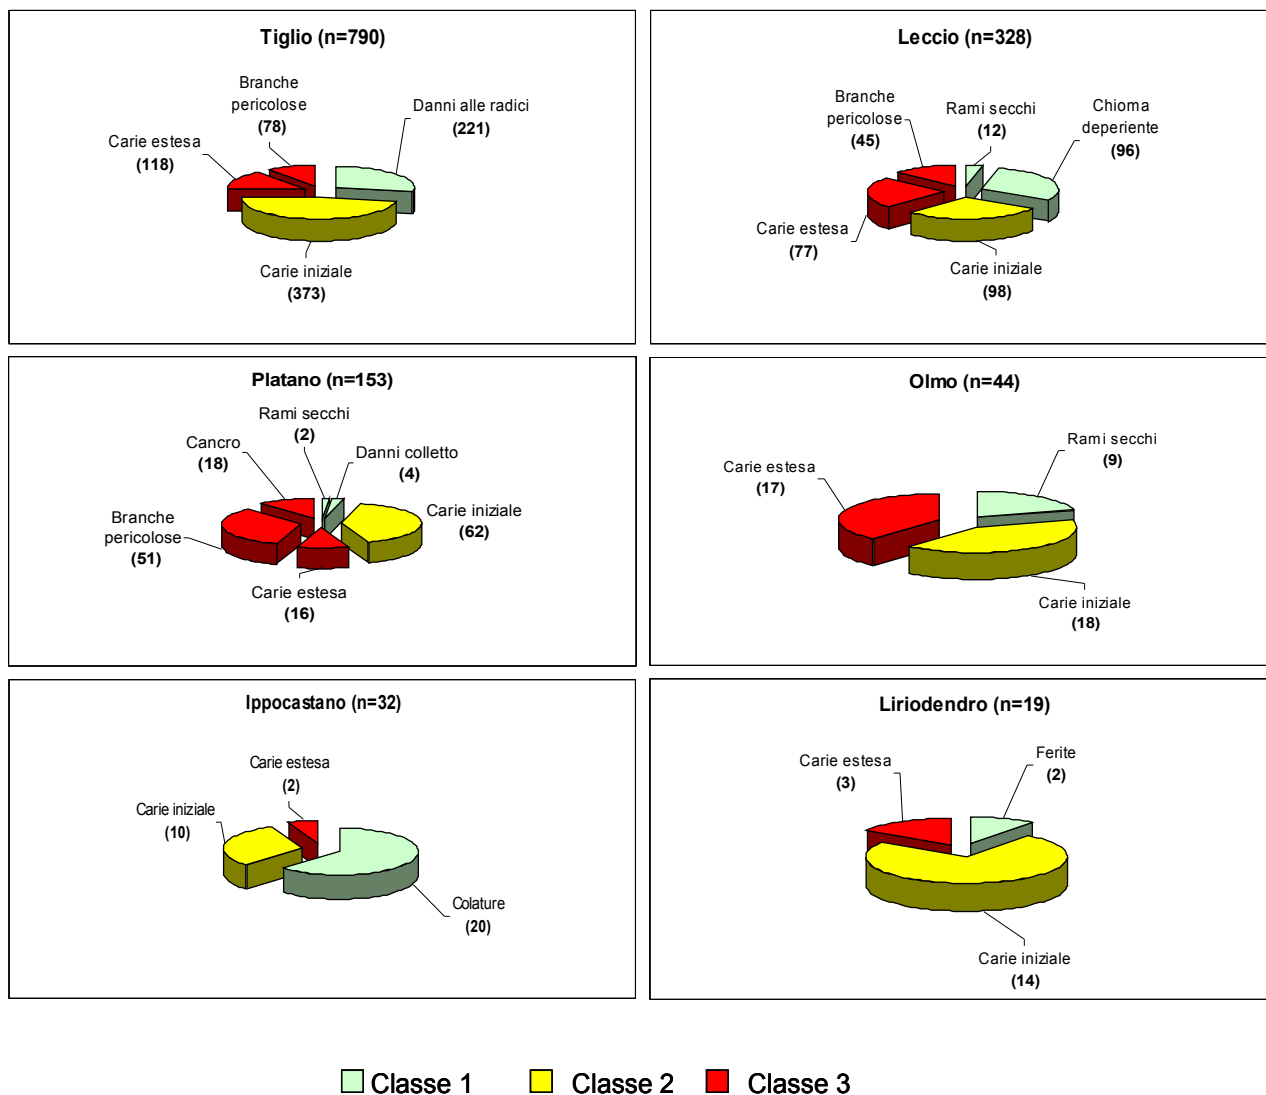 Tiglio (n=790)
Branche
pericolose
(78)
Danni alle radici
(221)
Carie estesa
(118)
Carie iniziale
(373)
Leccio (n=328)
Branche
pericolose
(45)
Rami secchi
(12)
Chioma
deperiente
(96)
Carie estesa
(77)
Carie iniziale
(98)
Platano (n=153)
Rami secchi
(2)
Cancro
(18)
Danni colletto
(4)
Branche
pericolose
(51)
Carie iniziale
(62)
Carie estesa
(16)
Olmo (n=44)
Rami secchi
(9)
Carie estesa
(17)
Carie iniziale
(18)
Ippocastano (n=32)
Carie estesa
(2)
Carie iniziale
(10)
Colature
(20)
Liriodendro (n=19)
Ferite
(2)
Carie estesa
(3)
Carie iniziale
(14)
Classe 1 Classe 2 Classe 3